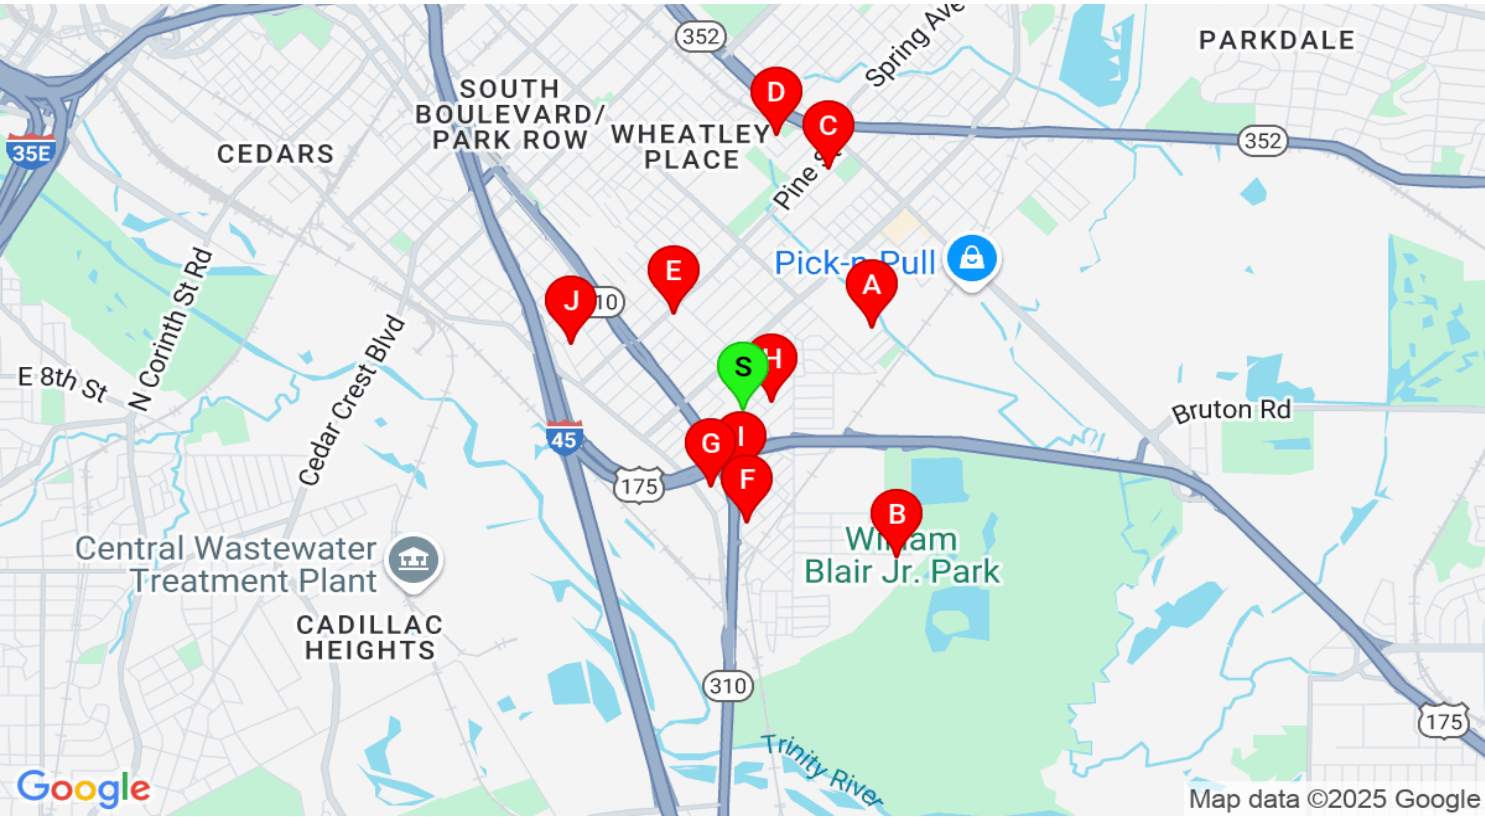 352
Spring Ave
PARKDALE
SOUTH
BOULEVARD/
PARK ROW
D
C
WHEATLEY
PLACE
352
35E
CEDARS
Pine St
Pick-n-Pull
E
A
J
10
N Corinth St Rd
S
H
E 8th St
Cedar Crest Blvd
Bruton Rd
45
G
I
175
F
B
William
Blair Jr. Park
Central Wastewater
Treatment Plant
CADILLAC
HEIGHTS
310
175
Trinity River
Google
Map data ©2025 Google